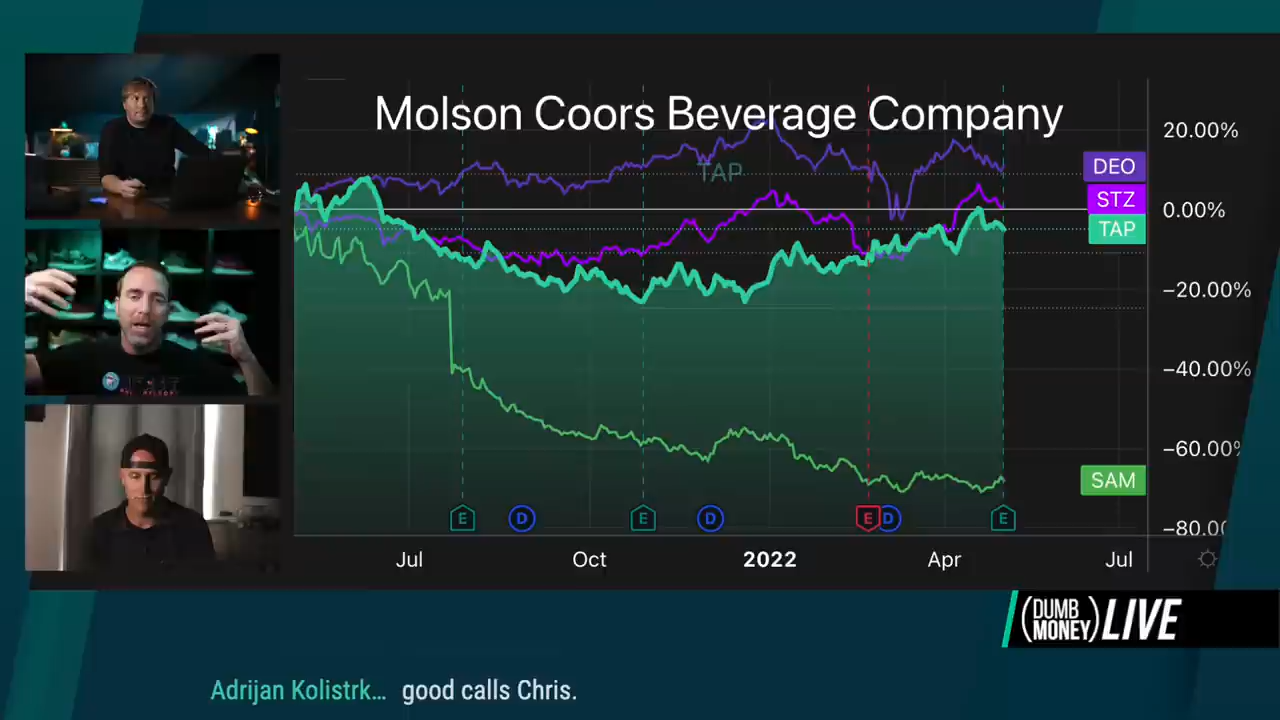 Molson Coors Beverage Company
TAP
20.00%
DEO
STZ
0.00%
TAP
−20.00%
−40.00%
−60.00%
SAM
−80.00
E
D
E
D
E
D
E
Jul
Oct
2022
Apr
Jul
(DUMB MONEY) LIVE
Adrijan Kolistrk… good calls Chris.